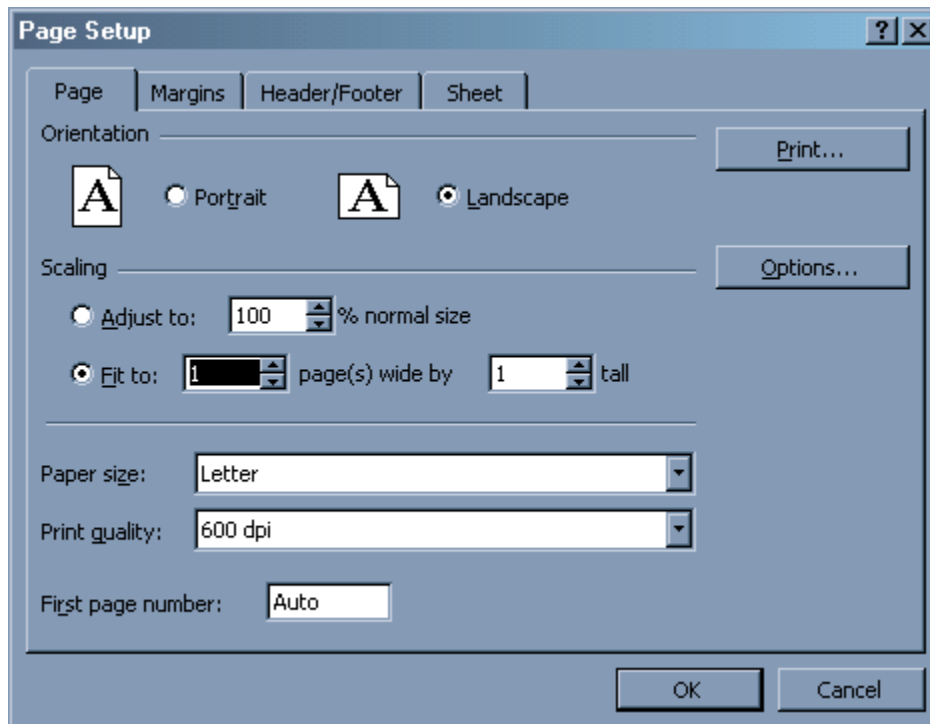 Page Setup ?
Page Margins Header/Footer Sheet
Orientation
Print...
A Portrait A Landscape
Scaling
Options...
Adjust to: 100 % normal size
Fit to: 1 page(s) wide by 1 tall
Paper size: Letter
Print quality: 600 dpi
First page number: Auto
OK Cancel